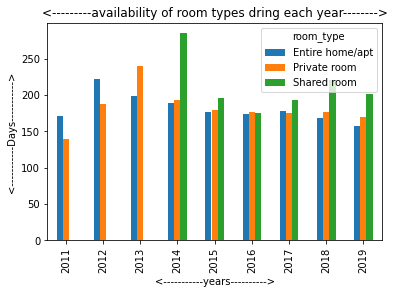 <---------availability of room types dring each year-------->
room_type
Entire home/apt
Private room
Shared room
250
200
150
100
50
0
<----------Days---------->
2011
2012
2013
2014
2015
2016
2017
2018
2019
<-----------years---------->